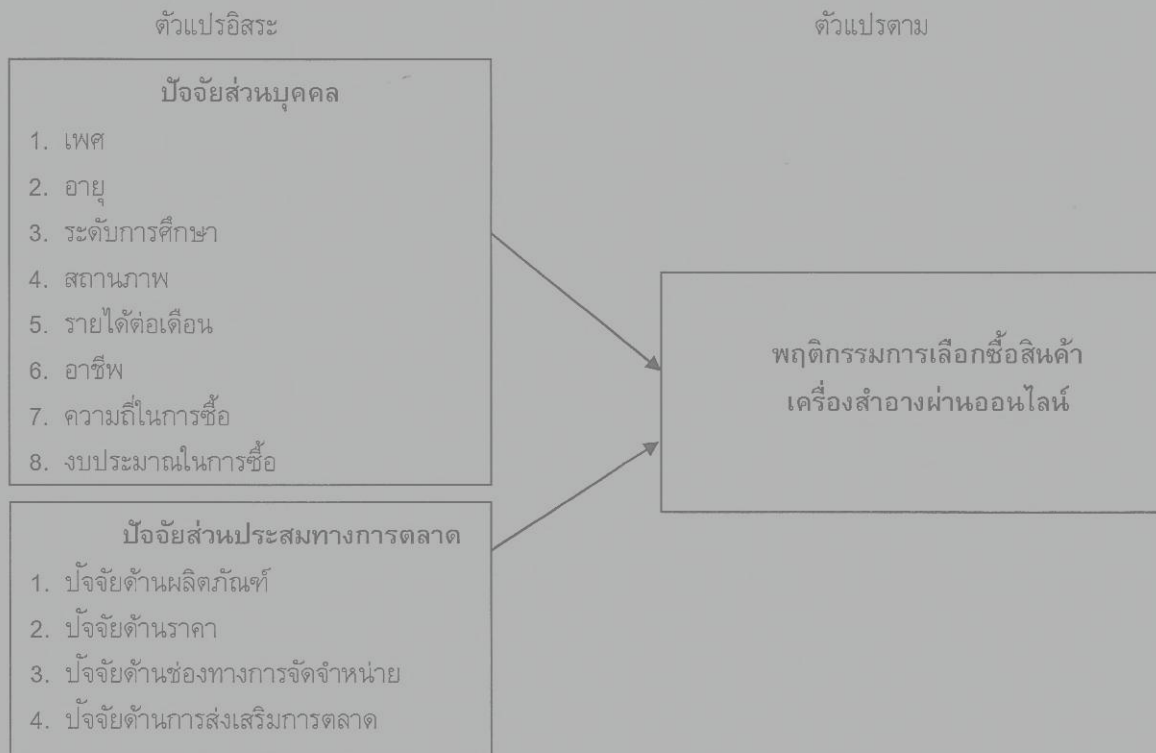 ตัวแปรอิสระ
ตัวแปรตาม
ปัจจัยส่วนบุคคล
1. เพศ
2. อายุ
3. ระดับการศึกษา
4. สถานภาพ
5. รายได้ต่อเดือน
6. อาชีพ
7. ความถี่ในการซื้อ
8. งบประมาณในการซื้อ
ปัจจัยส่วนประสมทางการตลาด
1. ปัจจัยด้านผลิตภัณฑ์
2. ปัจจัยด้านราคา
3. ปัจจัยด้านช่องทางการจัดจำหน่าย
4. ปัจจัยด้านการส่งเสริมการตลาด
พฤติกรรมการเลือกซื้อสินค้า
เครื่องสำอางผ่านออนไลน์